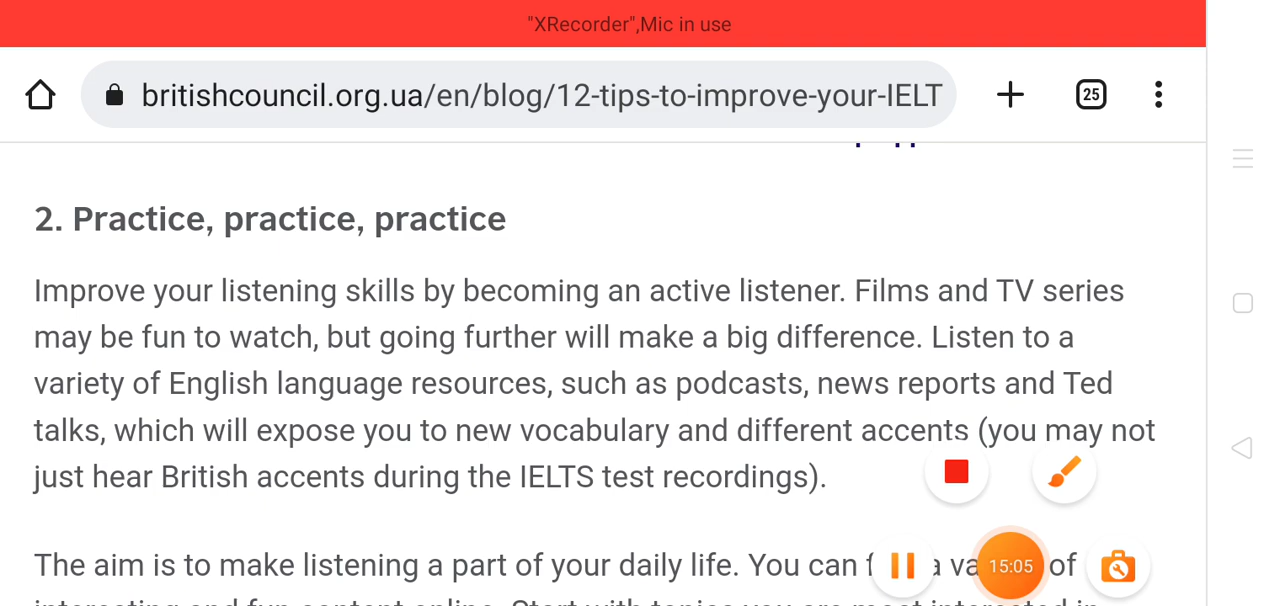 "XRecorder",Mic in use
britishcouncil.org.ua/en/blog/12-tips-to-improve-your-IELT
25
2. Practice, practice, practice
Improve your listening skills by becoming an active listener. Films and TV series
may be fun to watch, but going further will make a big difference. Listen to a
variety of English language resources, such as podcasts, news reports and Ted
talks, which will expose you to new vocabulary and different accents (you may not
just hear British accents during the IELTS test recordings).
The aim is to make listening a part of your daily life. You can of
15:05